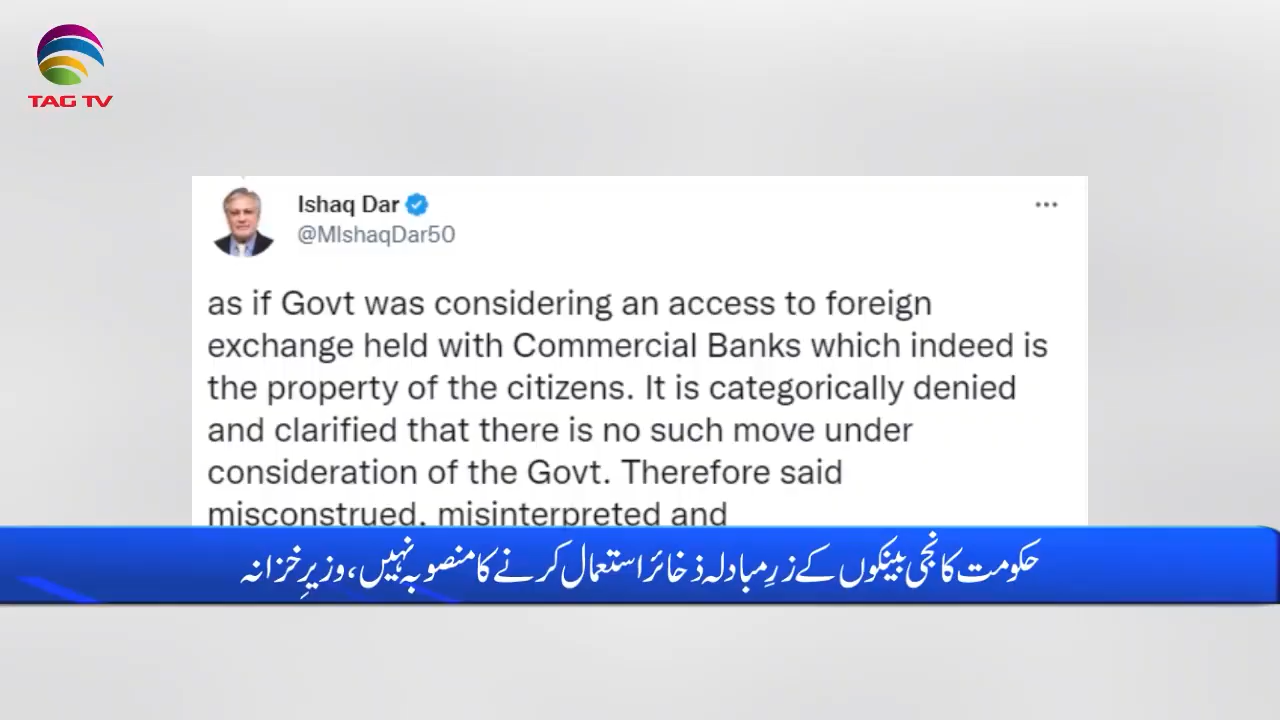 TAG TV
Ishaq Dar
@MIshaqDar50
as if Govt was considering an access to foreign
exchange held with Commercial Banks which indeed is
the property of the citizens. It is categorically denied
and clarified that there is no such move under
consideration of the Govt. Therefore said
misconstrued, misinterpreted and
حکومت کا نجی بینکوں کے زرِ مبادلہ ذخائر استعمال کرنے کا منصوبہ نہیں، وزیرِ خزانہ